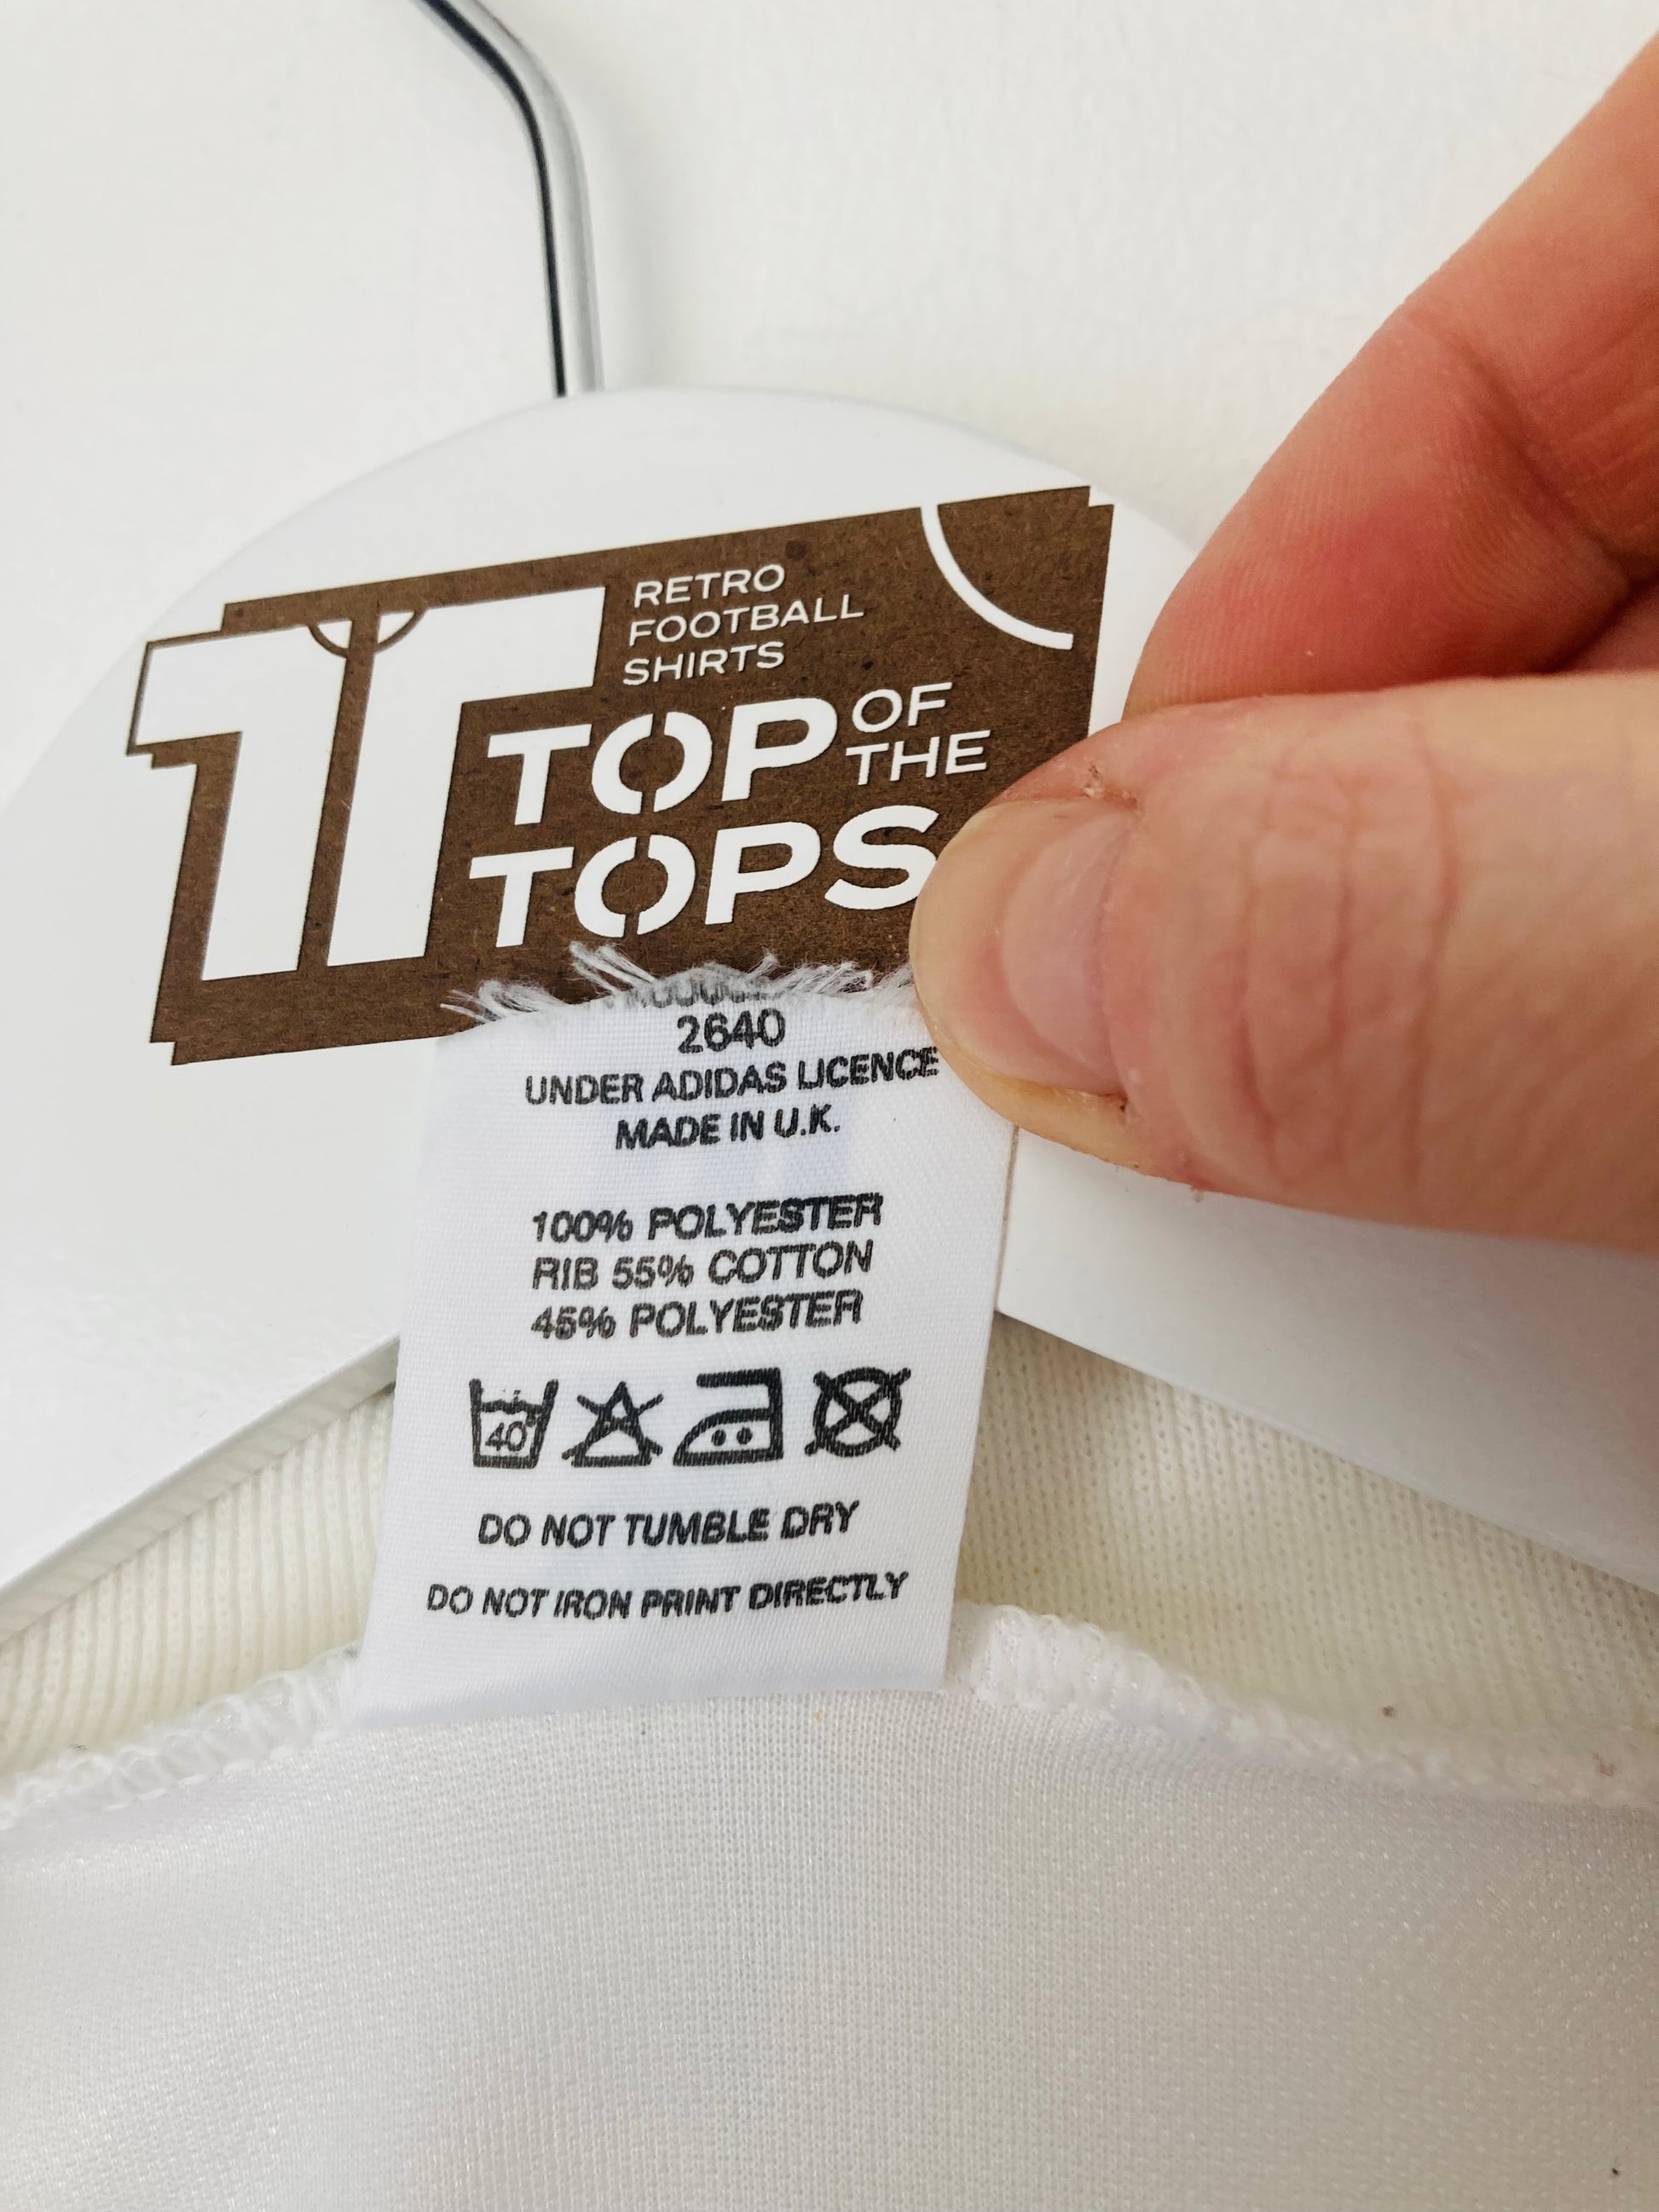 RETRO
FOOTBALL
SHIRTS
TOP OF THE
TOPS
2640
UNDER ADIDAS LICENCE
MADE IN U.K.
100% POLYESTER
RIB 55% COTTON
45% POLYESTER
40°
DO NOT TUMBLE DRY
DO NOT IRON PRINT DIRECTLY